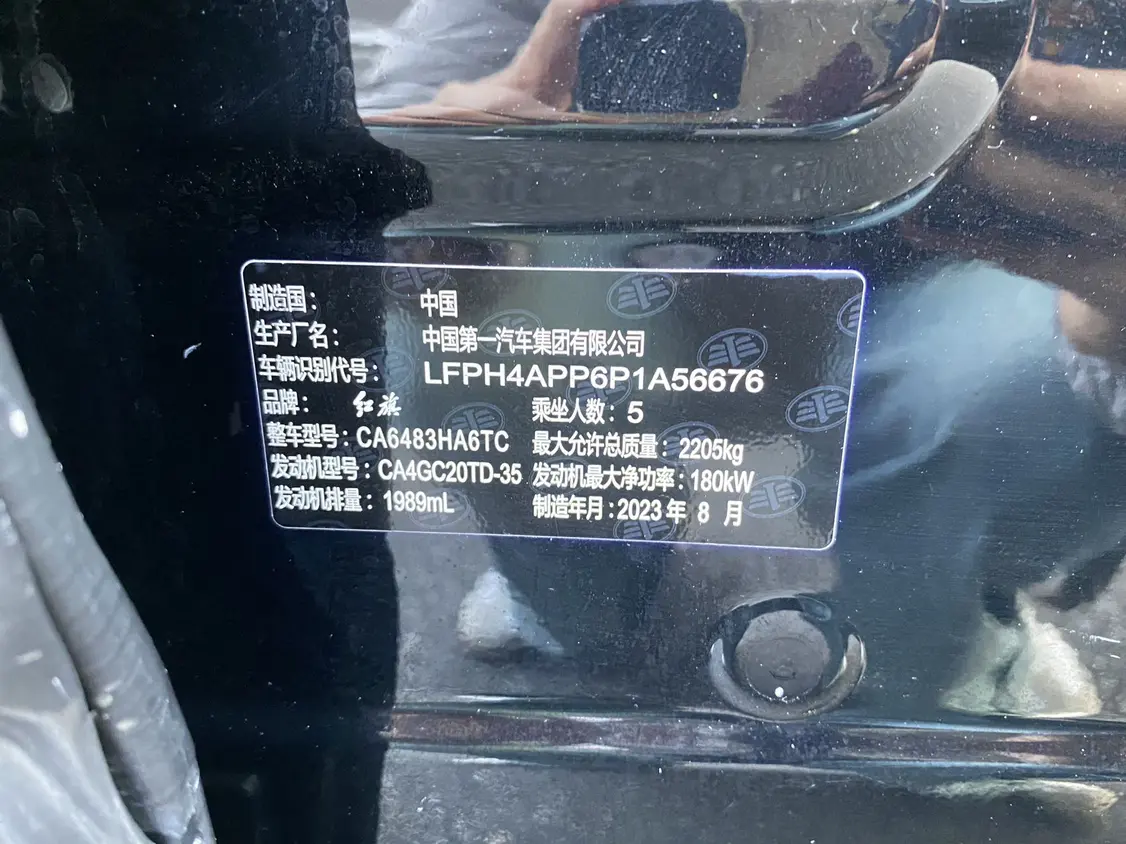 制造国： 中国
生产厂名： 中国第一汽车集团有限公司
车辆识别代号： LFPH4APP6P1A56676
品牌： 红旗 乘坐人数：5
整车型号：CA6483HA6TC 最大允许总质量：2205kg
发动机型号：CA4GC20TD-35 发动机最大净功率：180kW
发动机排量：1989mL 制造年月：2023 年 8 月